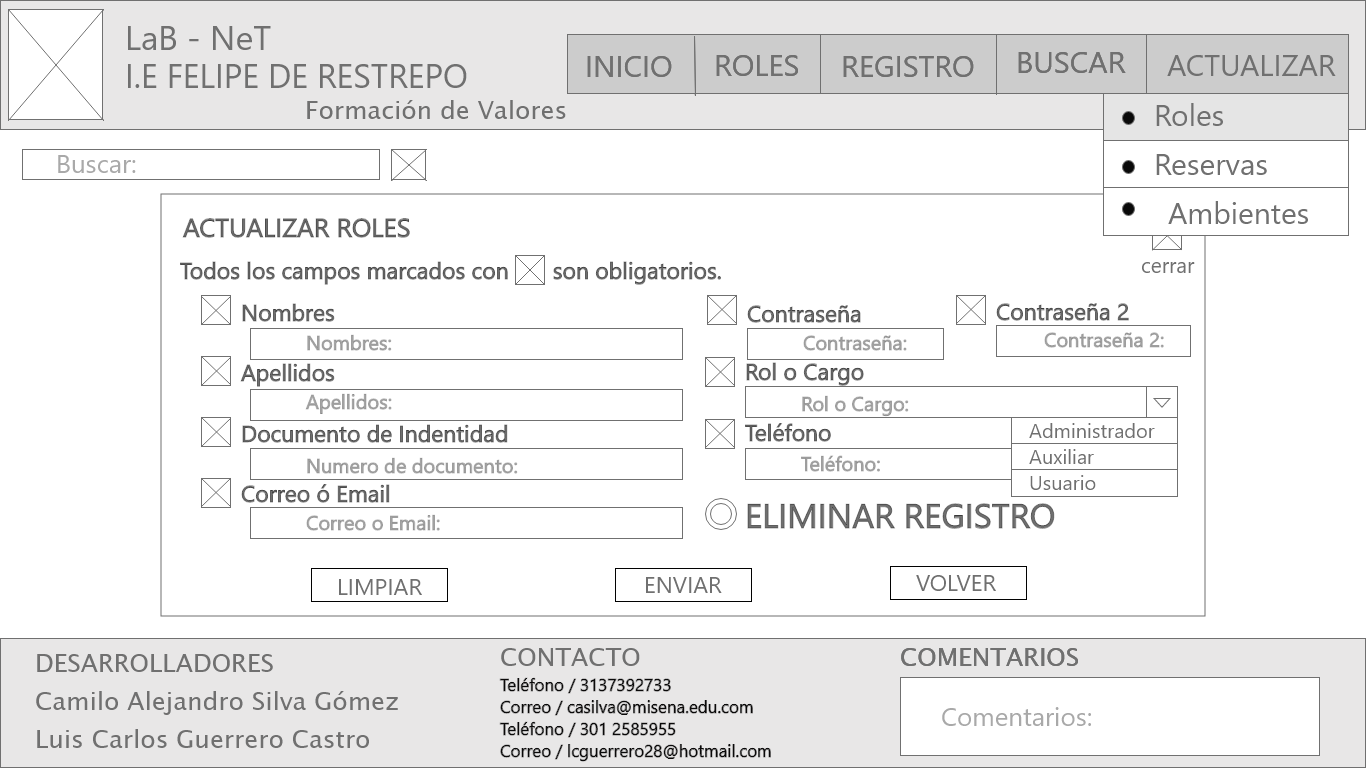 LaB - NeT
I.E FELIPE DE RESTREPO
Formación de Valores
INICIO
ROLES
REGISTRO
BUSCAR
ACTUALIZAR
Roles
Reservas
Ambientes
Buscar:
ACTUALIZAR ROLES
cerrar
Todos los campos marcados con son obligatorios.
Nombres
Nombres:
Apellidos
Apellidos:
Documento de Indentidad
Numero de documento:
Correo ó Email
Correo o Email:
Contraseña
Contraseña:
Contraseña 2
Contraseña 2:
Rol o Cargo
Rol o Cargo:
Administrador
Auxiliar
Usuario
Teléfono
Teléfono:
ELIMINAR REGISTRO
LIMPIAR
ENVIAR
VOLVER
DESARROLLADORES
Camilo Alejandro Silva Gómez
Luis Carlos Guerrero Castro
CONTACTO
Teléfono / 3137392733
Correo / casilva@misena.edu.com
Teléfono / 301 2585955
Correo / lcguerrero28@hotmail.com
COMENTARIOS
Comentarios: